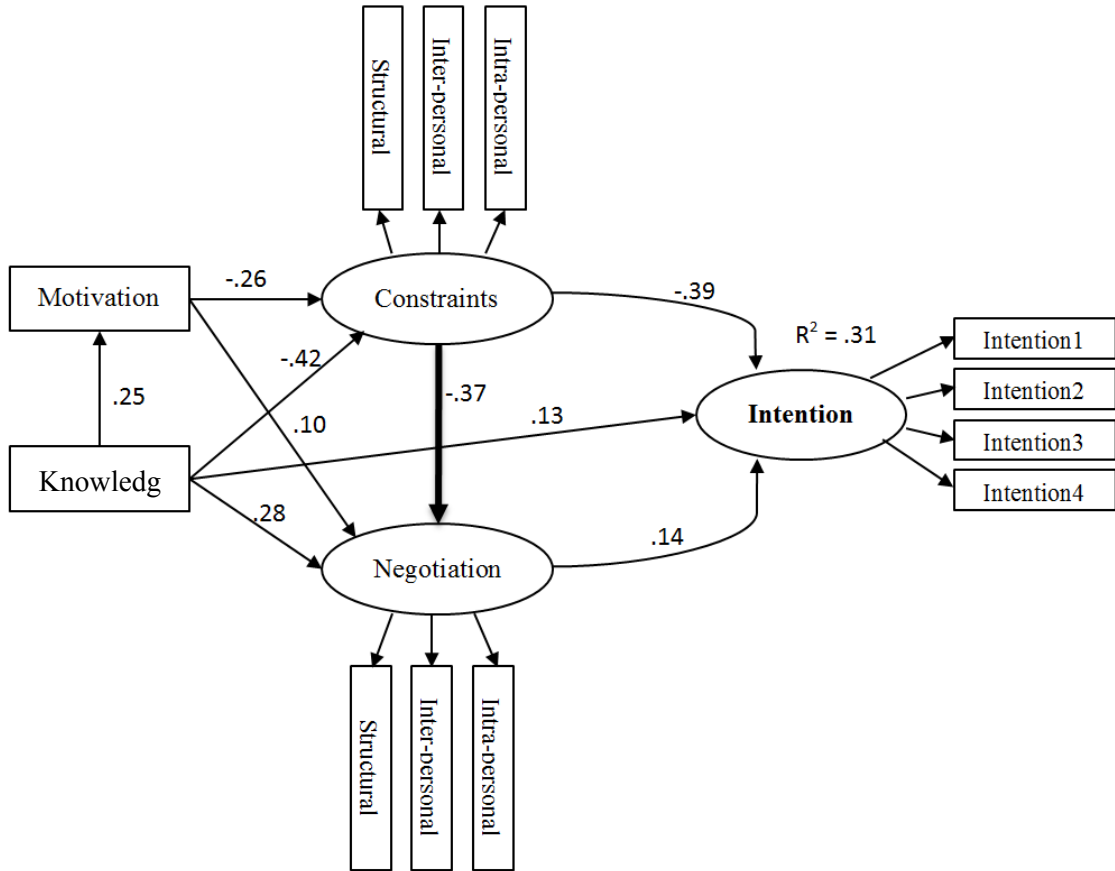 Structural
Inter-personal
Intra-personal
Motivation
-.26
Constraints
-.39
R² = .31
Intention1
-.42
Intention2
.25
-.37
Intention
.10
.13
Intention3
Knowledg
Intention4
.28
.14
Negotiation
Structural
Inter-personal
Intra-personal